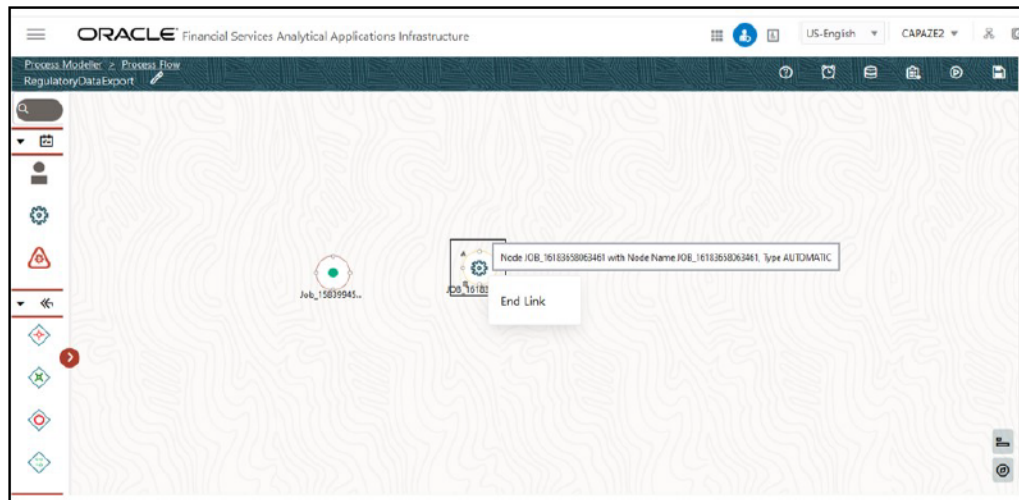 ORACLE Financial Services Analytical Applications Infrastructure
US-English
CAPAZE2
Process Modeller > Process Flow
RegulatoryDataExport
Node JOB_16183658063461 with Node Name JOB_16183658063461, Type AUTOMATIC
Job_15839945...
JOB_16183
End Link